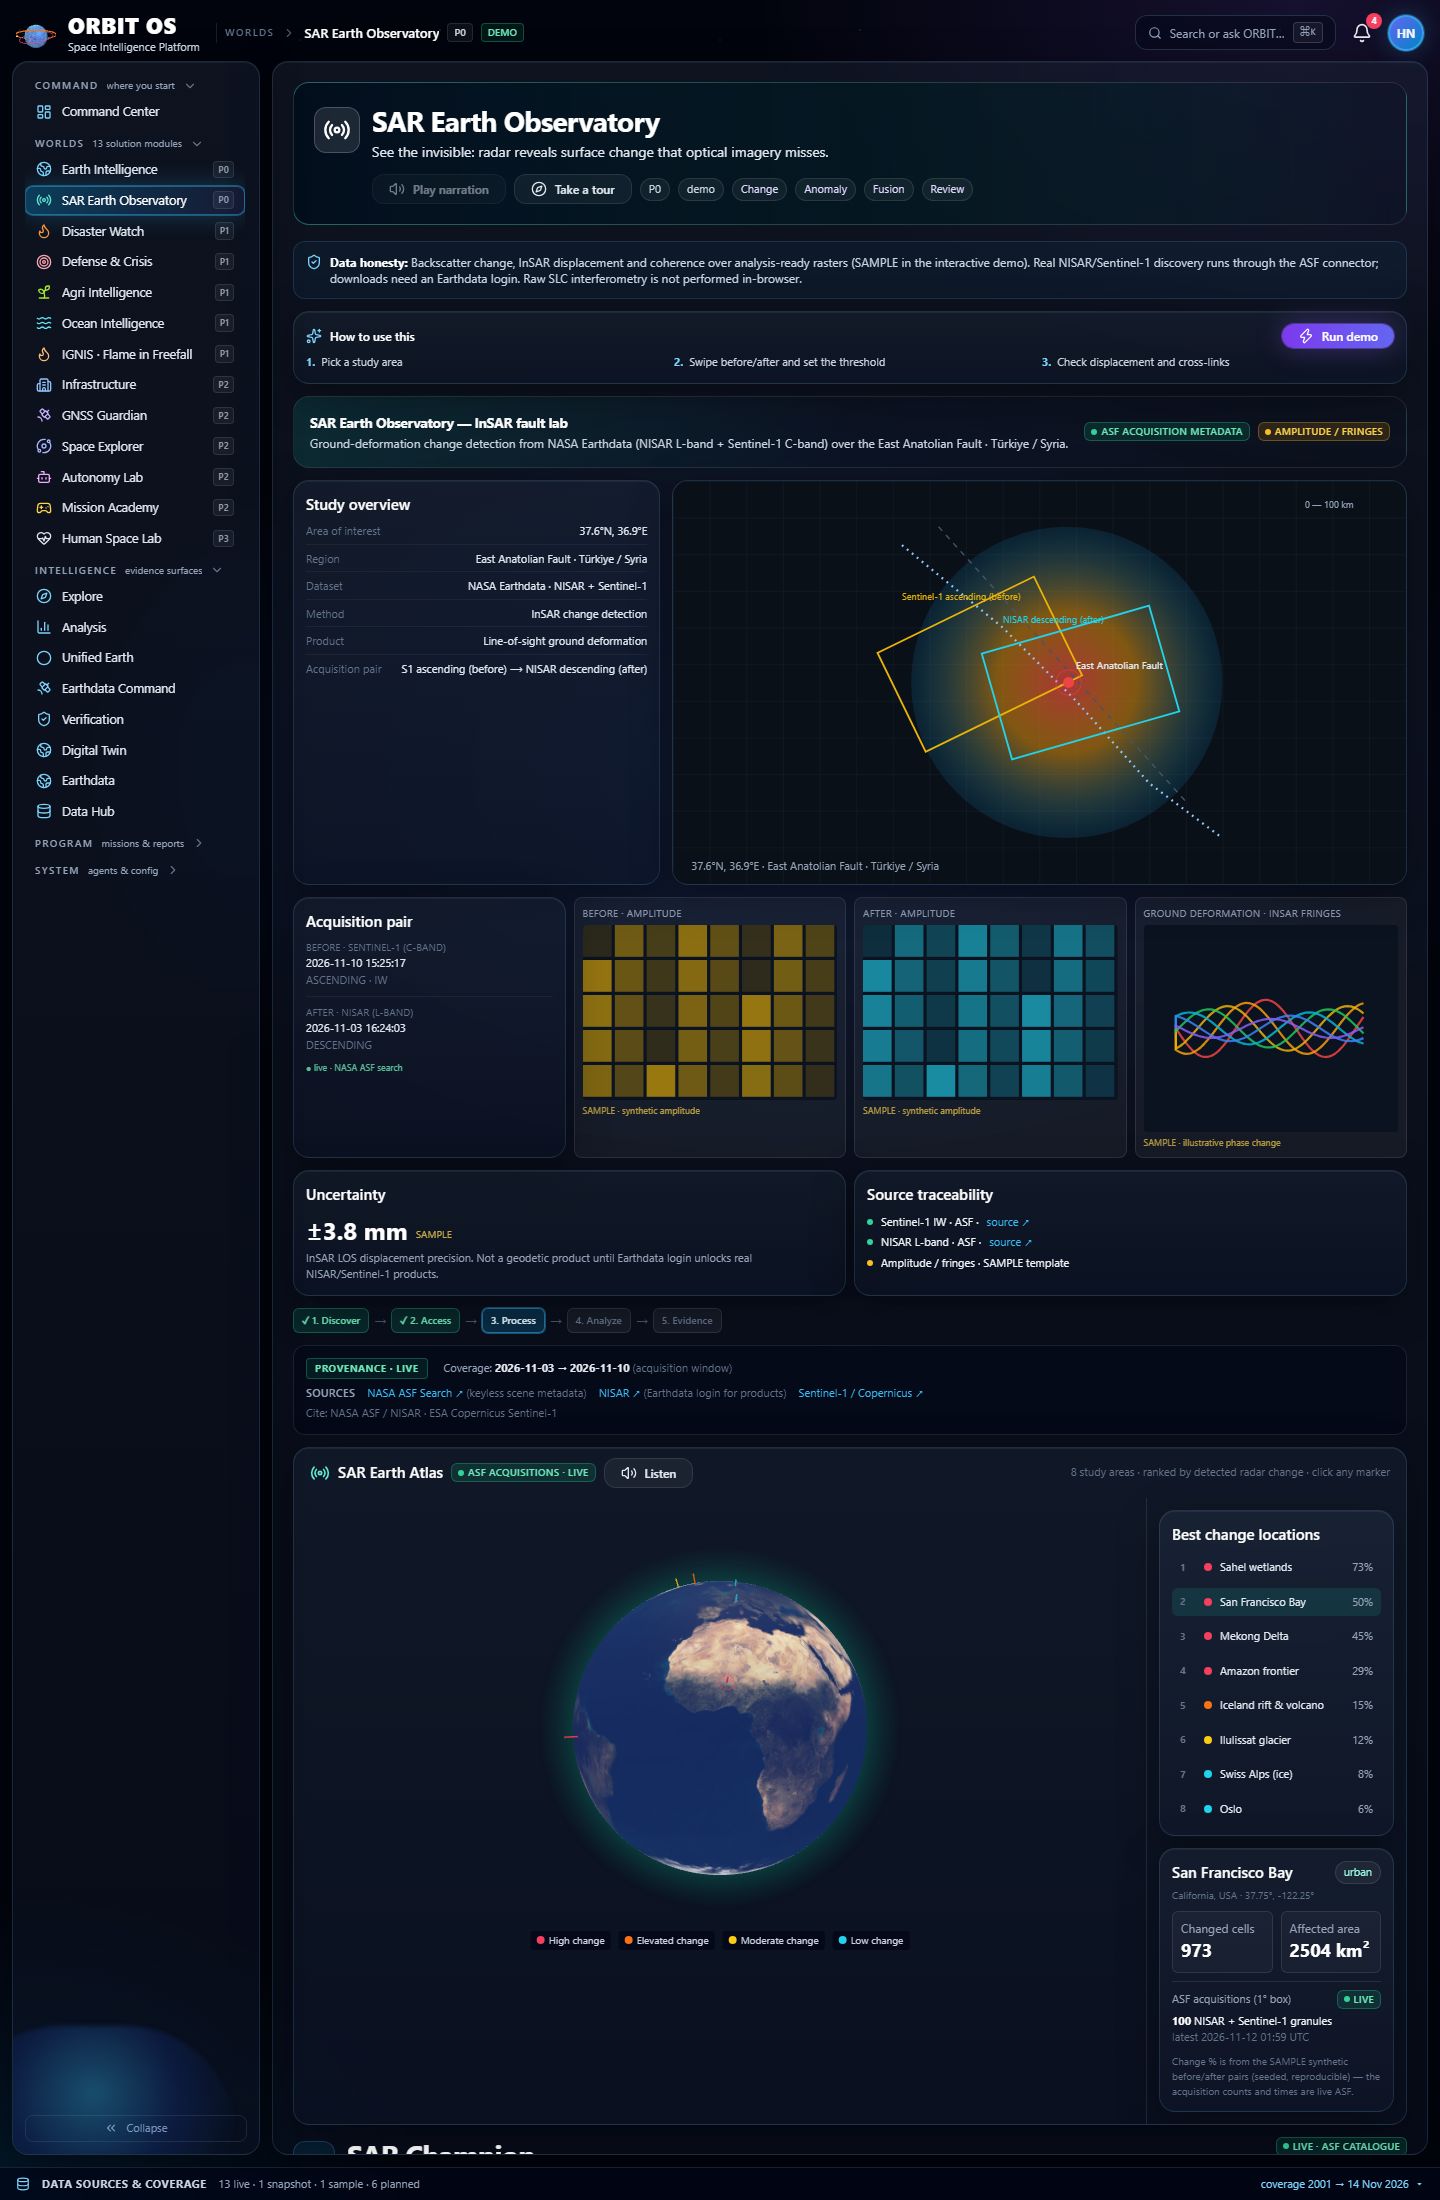 ORBIT OS
Space Intelligence Platform
WORLDS > SAR Earth Observatory P0 DEMO
Search or ask ORBIT... ⌘K
4
HN
COMMAND where you start
Command Center
WORLDS 13 solution modules
Earth Intelligence P0
SAR Earth Observatory P0
Disaster Watch P1
Defense & Crisis P1
Agri Intelligence P1
Ocean Intelligence P1
IGNIS · Flame in Freefall P1
Infrastructure P2
GNSS Guardian P2
Space Explorer P2
Autonomy Lab P2
Mission Academy P2
Human Space Lab P3
INTELLIGENCE evidence surfaces
Explore
Analysis
Unified Earth
Earthdata Command
Verification
Digital Twin
Earthdata
Data Hub
PROGRAM missions & reports
SYSTEM agents & config
Collapse
SAR Earth Observatory
See the invisible: radar reveals surface change that optical imagery misses.
Play narration Take a tour P0 demo Change Anomaly Fusion Review
Data honesty: Backscatter change, InSAR displacement and coherence over analysis-ready rasters (SAMPLE in the interactive demo). Real NISAR/Sentinel-1 discovery runs through the ASF connector;
downloads need an Earthdata login. Raw SLC interferometry is not performed in-browser.
How to use this
Run demo
1. Pick a study area
2. Swipe before/after and set the threshold
3. Check displacement and cross-links
SAR Earth Observatory — InSAR fault lab
Ground-deformation change detection from NASA Earthdata (NISAR L-band + Sentinel-1 C-band) over the East Anatolian Fault · Türkiye / Syria.
ASF ACQUISITION METADATA
AMPLITUDE / FRINGES
Study overview
Area of interest 37.6°N, 36.9°E
Region East Anatolian Fault · Türkiye / Syria
Dataset NASA Earthdata · NISAR + Sentinel-1
Method InSAR change detection
Product Line-of-sight ground deformation
Acquisition pair S1 ascending (before) → NISAR descending (after)
0 — 100 km
Sentinel-1 ascending (before)
NISAR descending (after)
East Anatolian Fault
37.6°N, 36.9°E · East Anatolian Fault · Türkiye / Syria
Acquisition pair
BEFORE · SENTINEL-1 (C-BAND)
2026-11-10 15:25:17
ASCENDING · IW
AFTER · NISAR (L-BAND)
2026-11-03 16:24:03
DESCENDING
● live · NASA ASF search
BEFORE · AMPLITUDE
SAMPLE · synthetic amplitude
AFTER · AMPLITUDE
SAMPLE · synthetic amplitude
GROUND DEFORMATION · INSAR FRINGES
SAMPLE · illustrative phase change
Uncertainty
±3.8 mm SAMPLE
InSAR LOS displacement precision. Not a geodetic product until Earthdata login unlocks real
NISAR/Sentinel-1 products.
Source traceability
Sentinel-1 IW · ASF · source ↗
NISAR L-band · ASF · source ↗
Amplitude / fringes · SAMPLE template
✓ 1. Discover → ✓ 2. Access → 3. Process → 4. Analyze → 5. Evidence
PROVENANCE · LIVE Coverage: 2026-11-03 → 2026-11-10 (acquisition window)
SOURCES NASA ASF Search ↗ (keyless scene metadata) NISAR ↗ (Earthdata login for products) Sentinel-1 / Copernicus ↗
Cite: NASA ASF / NISAR · ESA Copernicus Sentinel-1
SAR Earth Atlas ASF ACQUISITIONS · LIVE Listen
8 study areas · ranked by detected radar change · click any marker
High change Elevated change Moderate change Low change
Best change locations
1 Sahel wetlands 73%
2 San Francisco Bay 50%
3 Mekong Delta 45%
4 Amazon frontier 29%
5 Iceland rift & volcano 15%
6 Ilulissat glacier 12%
7 Swiss Alps (ice) 8%
8 Oslo 6%
San Francisco Bay urban
California, USA · 37.75°, -122.25°
Changed cells
973
Affected area
2504 km²
ASF acquisitions (1° box) LIVE
100 NISAR + Sentinel-1 granules
latest 2026-11-12 01:59 UTC
Change % is from the SAMPLE synthetic
before/after pairs (seeded, reproducible) — the
acquisition counts and times are live ASF.
SAR Champion
LIVE · ASF CATALOGUE
DATA SOURCES & COVERAGE 13 live · 1 snapshot · 1 sample · 6 planned
coverage 2001 → 14 Nov 2026